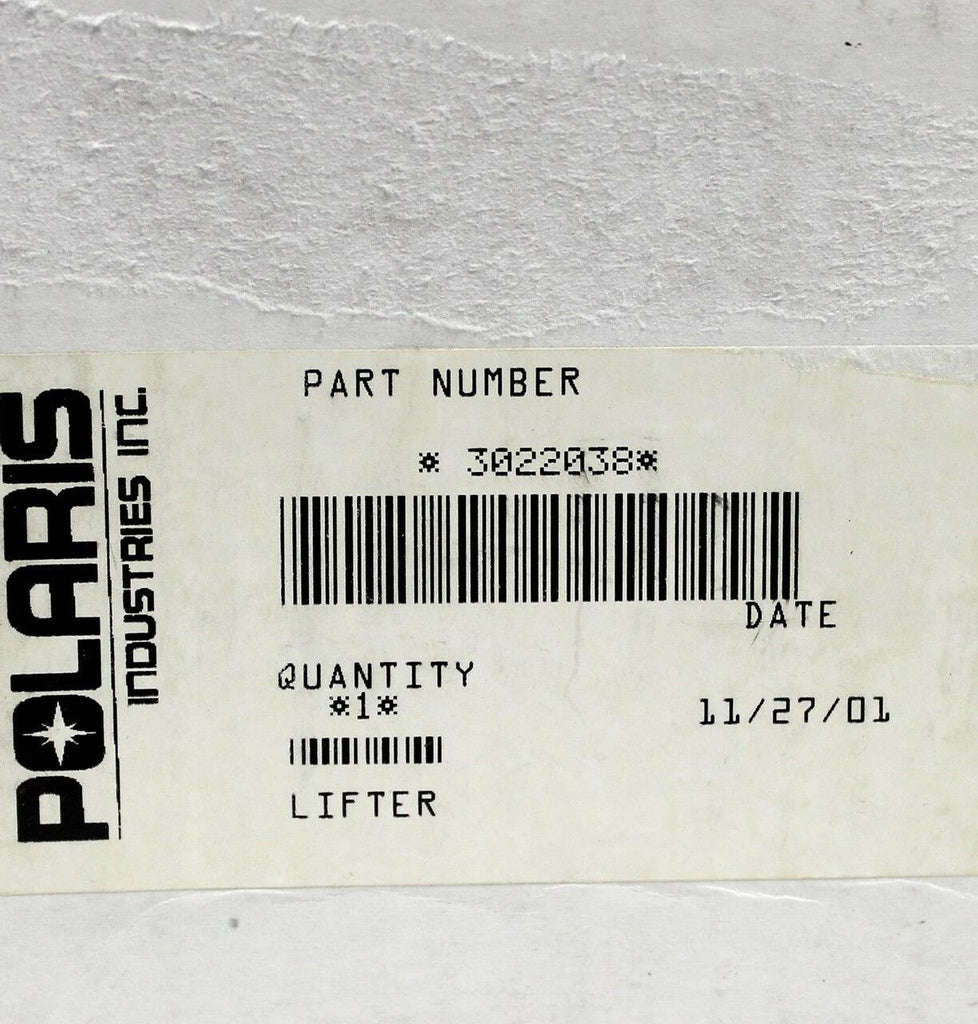 POLARIS
INDUSTRIES INC.
PART NUMBER
* 3022038*
DATE
QUANTITY
*1*
11/27/01
LIFTER